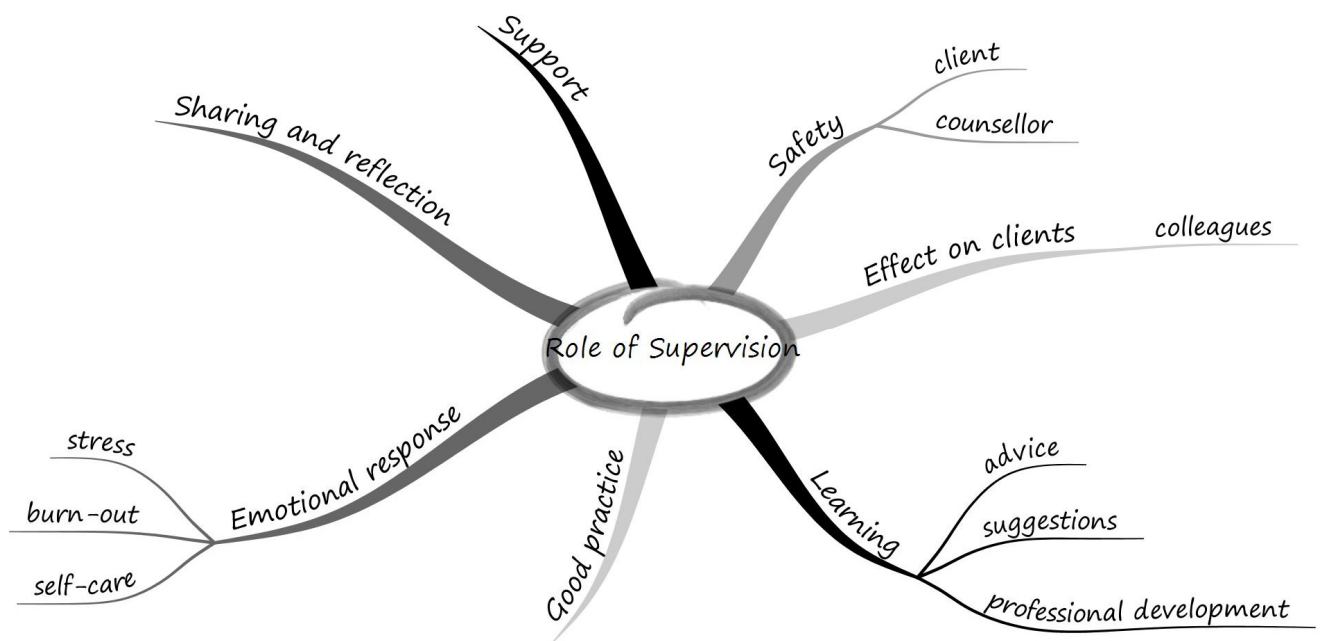 Support
Sharing and reflection
Safety
client
counsellor
Effect on clients
colleagues
Role of Supervision
Emotional response
stress
burn-out
self-care
Good practice
Learning
advice
suggestions
professional development